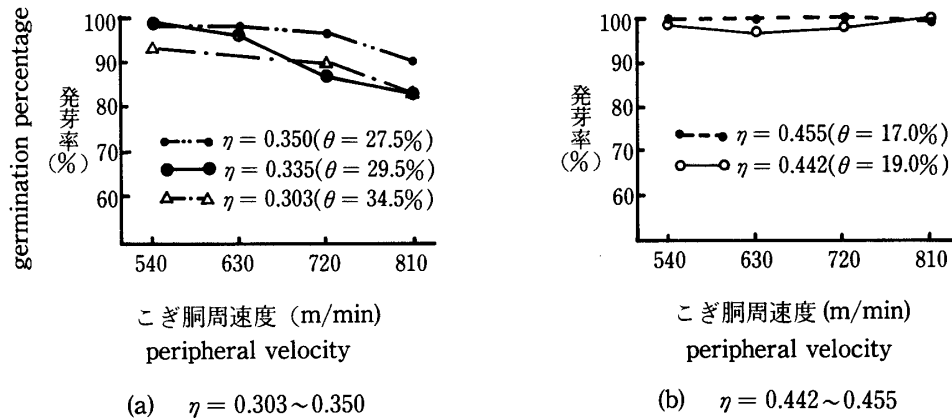 germination percentage
発芽率(%)
100
90
80
70
60
η = 0.350(θ = 27.5%)
η = 0.335(θ = 29.5%)
η = 0.303(θ = 34.5%)
540 630 720 810
こぎ胴周速度 (m/min)
peripheral velocity
(a) η = 0.303~0.350
発芽率(%)
100
90
80
70
60
η = 0.455(θ = 17.0%)
η = 0.442(θ = 19.0%)
540 630 720 810
こぎ胴周速度 (m/min)
peripheral velocity
(b) η = 0.442~0.455